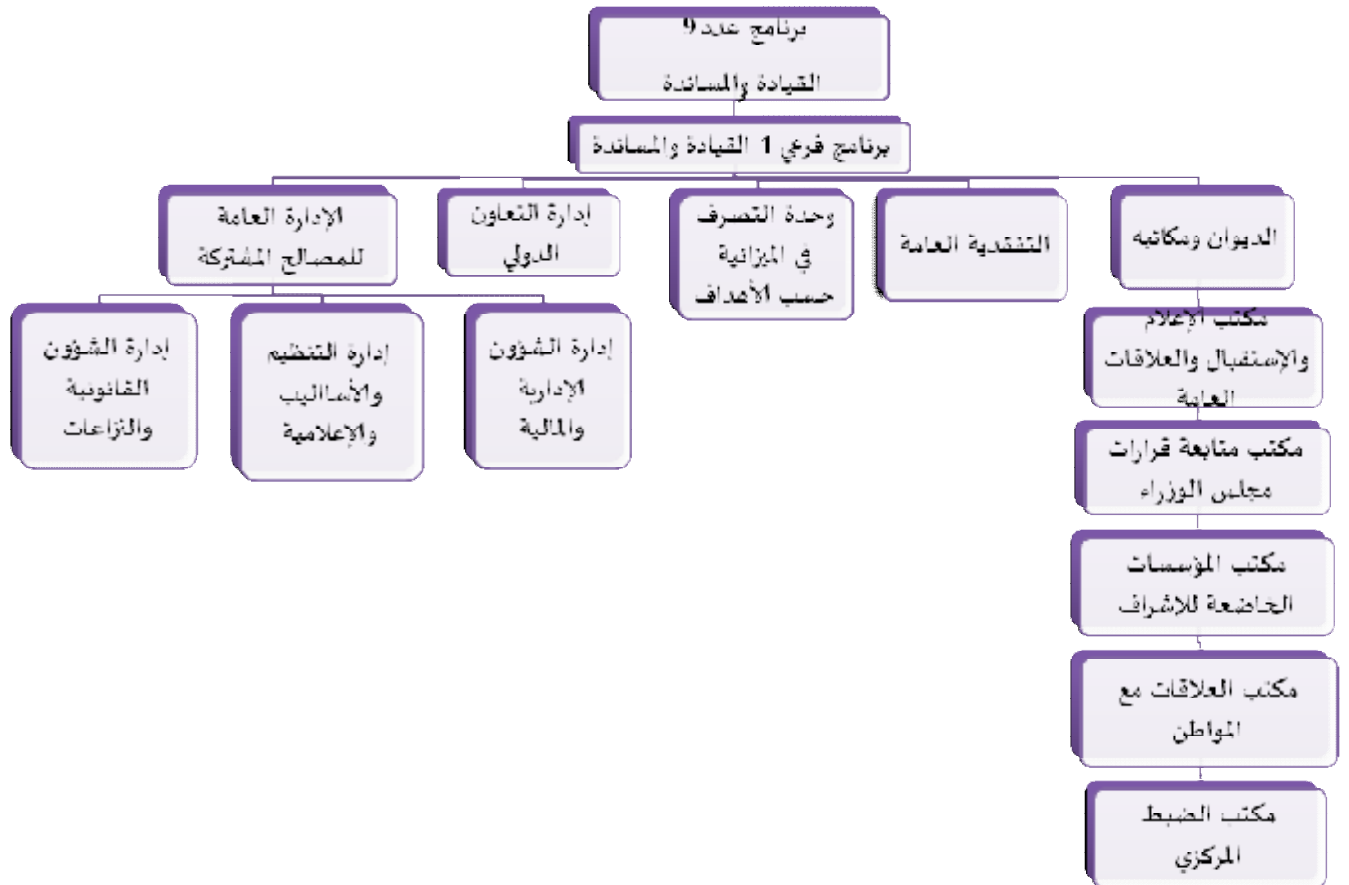 برنامج عدد 9
القيادة والمساندة
برنامج فرعي 1 القيادة والمساندة
الديوان ومكاتبه
التفقدية العامة
وحدة التصرف
في الميزانية
حسب الأهداف
إدارة التعاون
الدولي
الإدارة العامة
للمصالح المشتركة
مكتب الإعلام
والإستقبال والعلاقات
العامة
مكتب متابعة قرارات
مجلس الوزراء
مكتب المؤسسات
الخاضعة للإشراف
مكتب العلاقات مع
المواطن
مكتب الضبط
المركزي
إدارة الشؤون
الإدارية
والمالية
إدارة التنظيم
والأساليب
والإعلامية
إدارة الشؤون
القانونية
والنزاعات